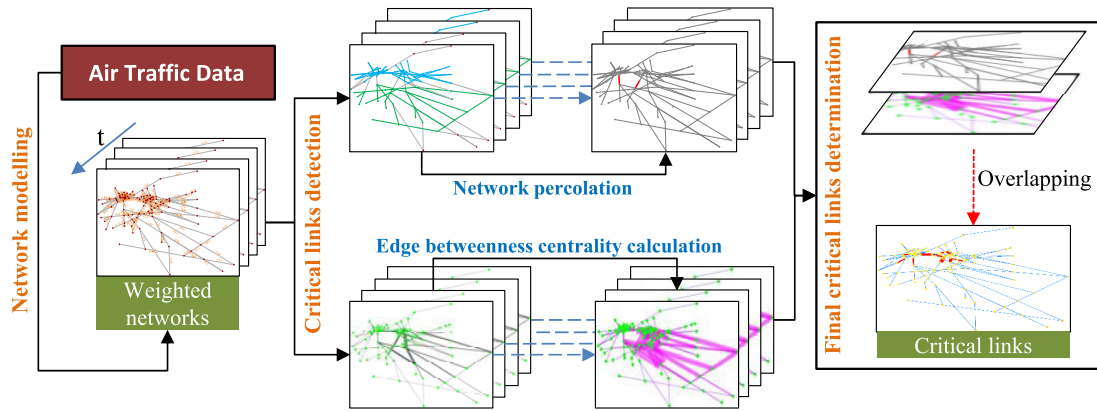 Air Traffic Data
Network modelling
t
Weighted
networks
Critical links detection
Network percolation
Edge betweenness centrality calculation
Final critical links determination
Overlapping
Critical links